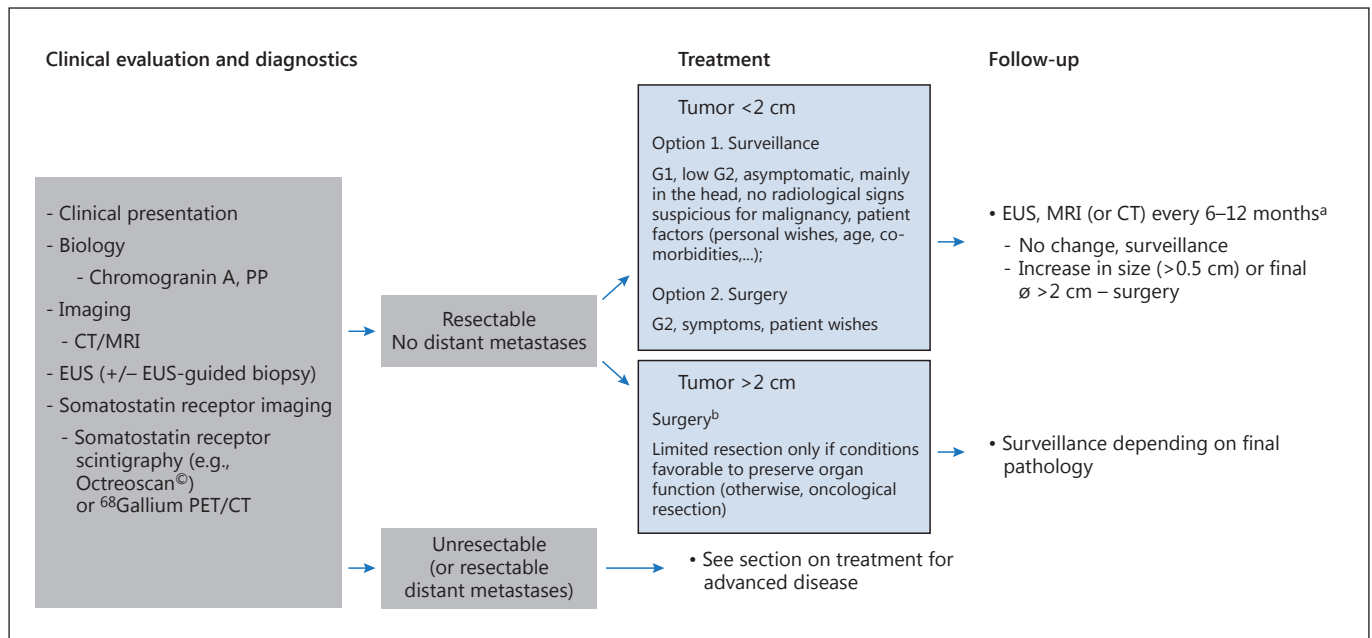 Clinical evaluation and diagnostics
Treatment
Follow-up
- Clinical presentation
- Biology
- Chromogranin A, PP
- Imaging
- CT/MRI
- EUS (+/– EUS-guided biopsy)
- Somatostatin receptor imaging
- Somatostatin receptor
scintigraphy (e.g.,
Octreoscan©)
or ⁶⁸Gallium PET/CT
Resectable
No distant metastases
Unresectable
(or resectable
distant metastases)
Tumor <2 cm
Option 1. Surveillance
G1, low G2, asymptomatic, mainly
in the head, no radiological signs
suspicious for malignancy, patient
factors (personal wishes, age, co-
morbidities,...);
Option 2. Surgery
G2, symptoms, patient wishes
Tumor >2 cm
Surgeryᵇ
Limited resection only if conditions
favorable to preserve organ
function (otherwise, oncological
resection)
• See section on treatment for
advanced disease
• EUS, MRI (or CT) every 6–12 monthsᵃ
- No change, surveillance
- Increase in size (>0.5 cm) or final
ø >2 cm – surgery
• Surveillance depending on final
pathology